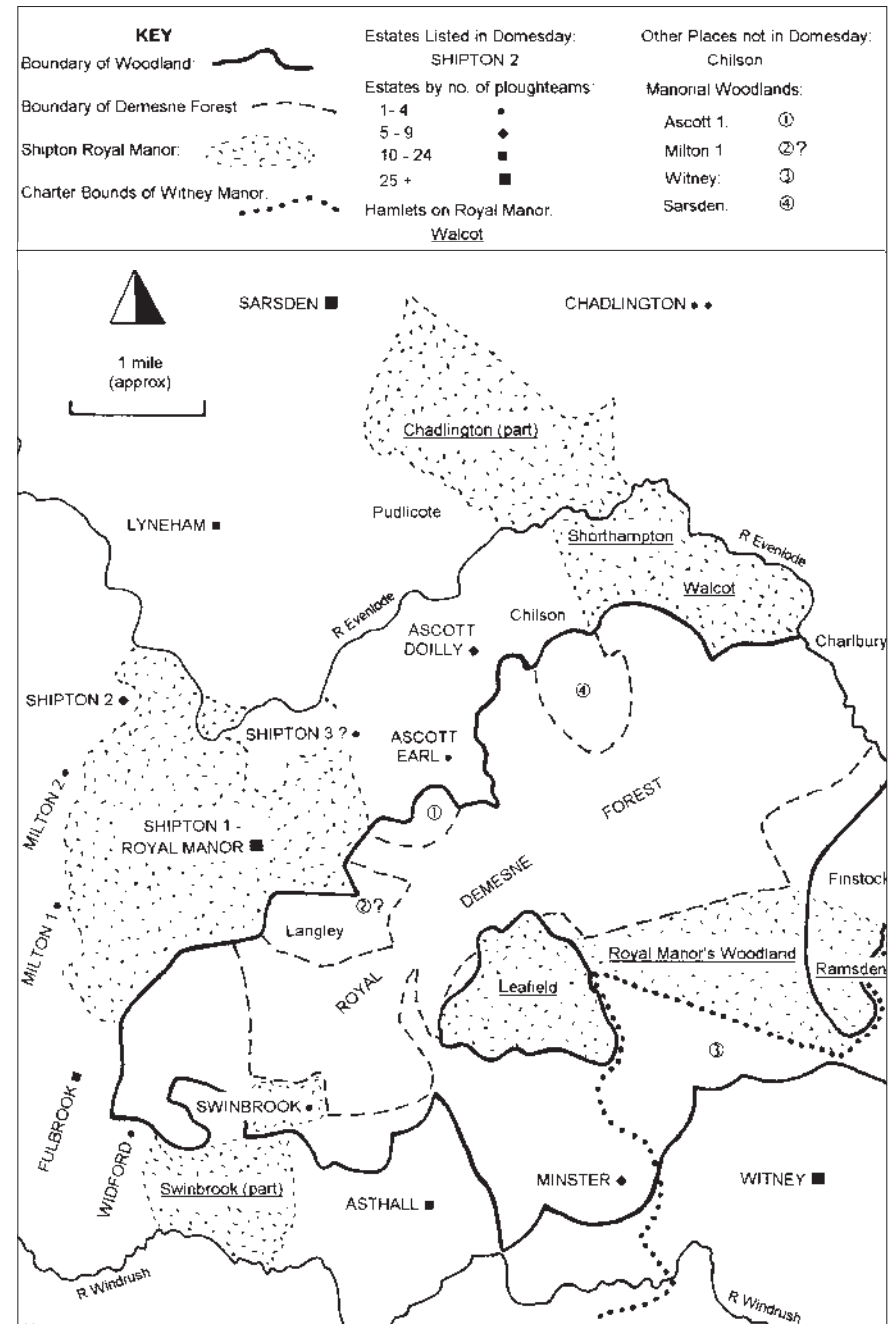 KEY
Boundary of Woodland:
Boundary of Demesne Forest
Shipton Royal Manor:
Charter Bounds of Witney Manor.
Estates Listed in Domesday:
SHIPTON 2
Estates by no. of ploughteams:
1-4
5-9
10-24
25 +
Hamlets on Royal Manor.
Walcot
Other Places not in Domesday:
Chilson
Manorial Woodlands:
Ascott 1. ①
Milton 1 ②?
Witney: ③
Sarsden. ④
1 mile
(approx)
SARSDEN
CHADLINGTON
Chadlington (part)
LYNEHAM
Pudlicote
Shorthampton
R Evenlode
Walcot
R Evenlode
Chilson
ASCOTT
DOILLY
Charlbury
SHIPTON 2
④
SHIPTON 3 ?
ASCOTT
EARL
MILTON 2
①
FOREST
SHIPTON 1 -
ROYAL MANOR
DEMESNE
Finstock
MILTON 1
②?
Langley
Royal Manor's Woodland
Ramsden
ROYAL
Leafield
③
FULBROOK
SWINBROOK
WIDFORD
Swinbrook (part)
ASTHALL
MINSTER
WITNEY
R Windrush
R Windrush